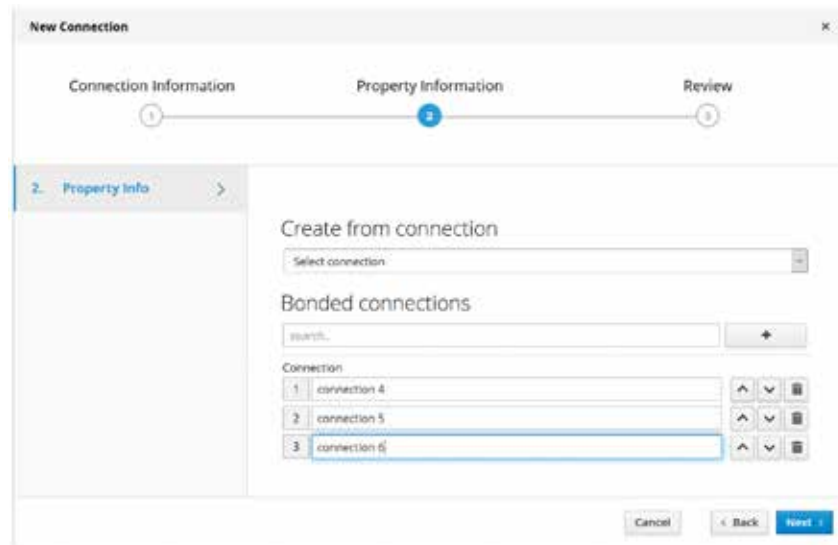 New Connection ×
Connection Information Property Information Review
1 2 3
2. Property Info
Create from connection
Select connection
Bonded connections
search..
Connection
1 connection 4
2 connection 5
3 connection 6
Cancel < Back Next >